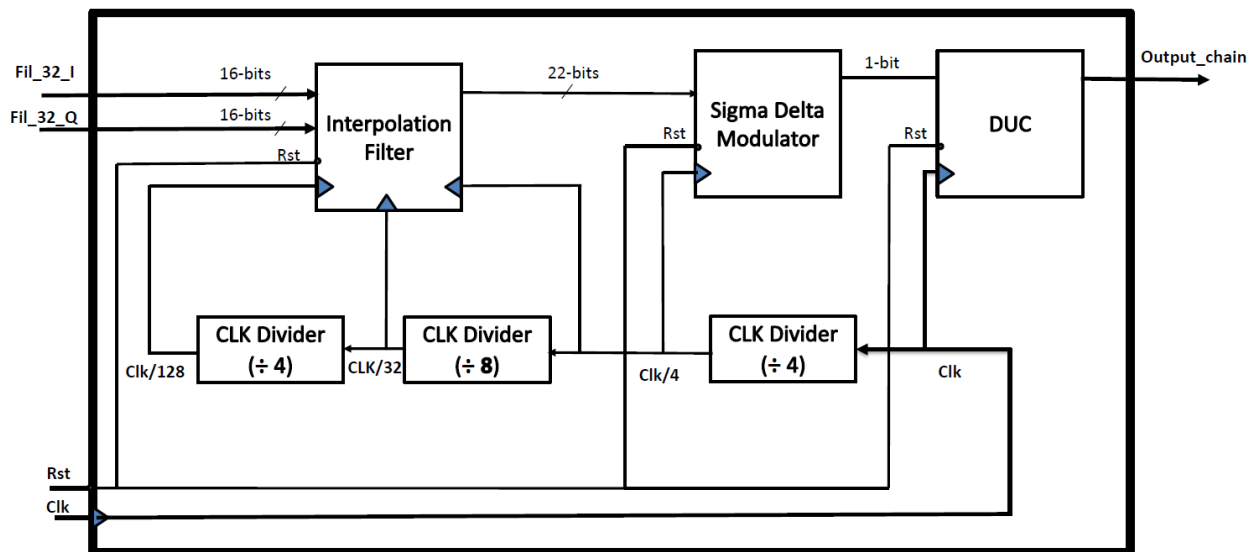 Fil_32_I
16-bits
22-bits
1-bit
Output_chain
Fil_32_Q
16-bits
Interpolation
Filter
Rst
Sigma Delta
Modulator
Rst
DUC
Rst
CLK Divider
(÷ 4)
CLK Divider
(÷ 8)
CLK Divider
(÷ 4)
Clk/128
CLK/32
Clk/4
Clk
Rst
Clk